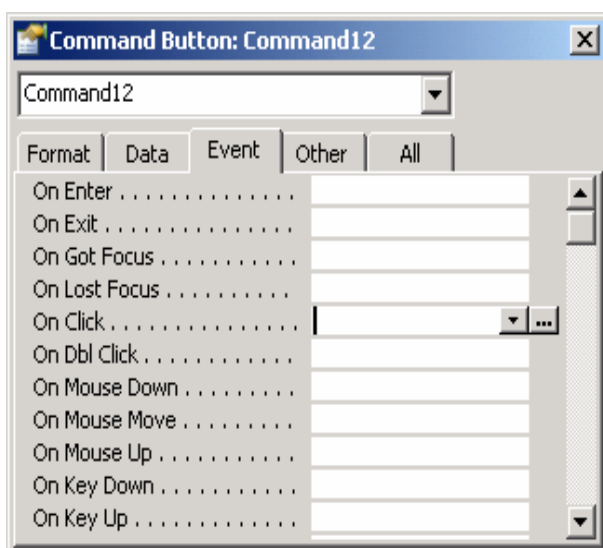 Command Button: Command12
Command12
Format Data Event Other All
On Enter . . . . . . . . . . . . . . .
On Exit . . . . . . . . . . . . . . . .
On Got Focus . . . . . . . . . . .
On Lost Focus . . . . . . . . . .
On Click . . . . . . . . . . . . . . . ...
On Dbl Click . . . . . . . . . . . .
On Mouse Down . . . . . . . . .
On Mouse Move . . . . . . . . .
On Mouse Up . . . . . . . . . . .
On Key Down . . . . . . . . . . .
On Key Up . . . . . . . . . . . . .